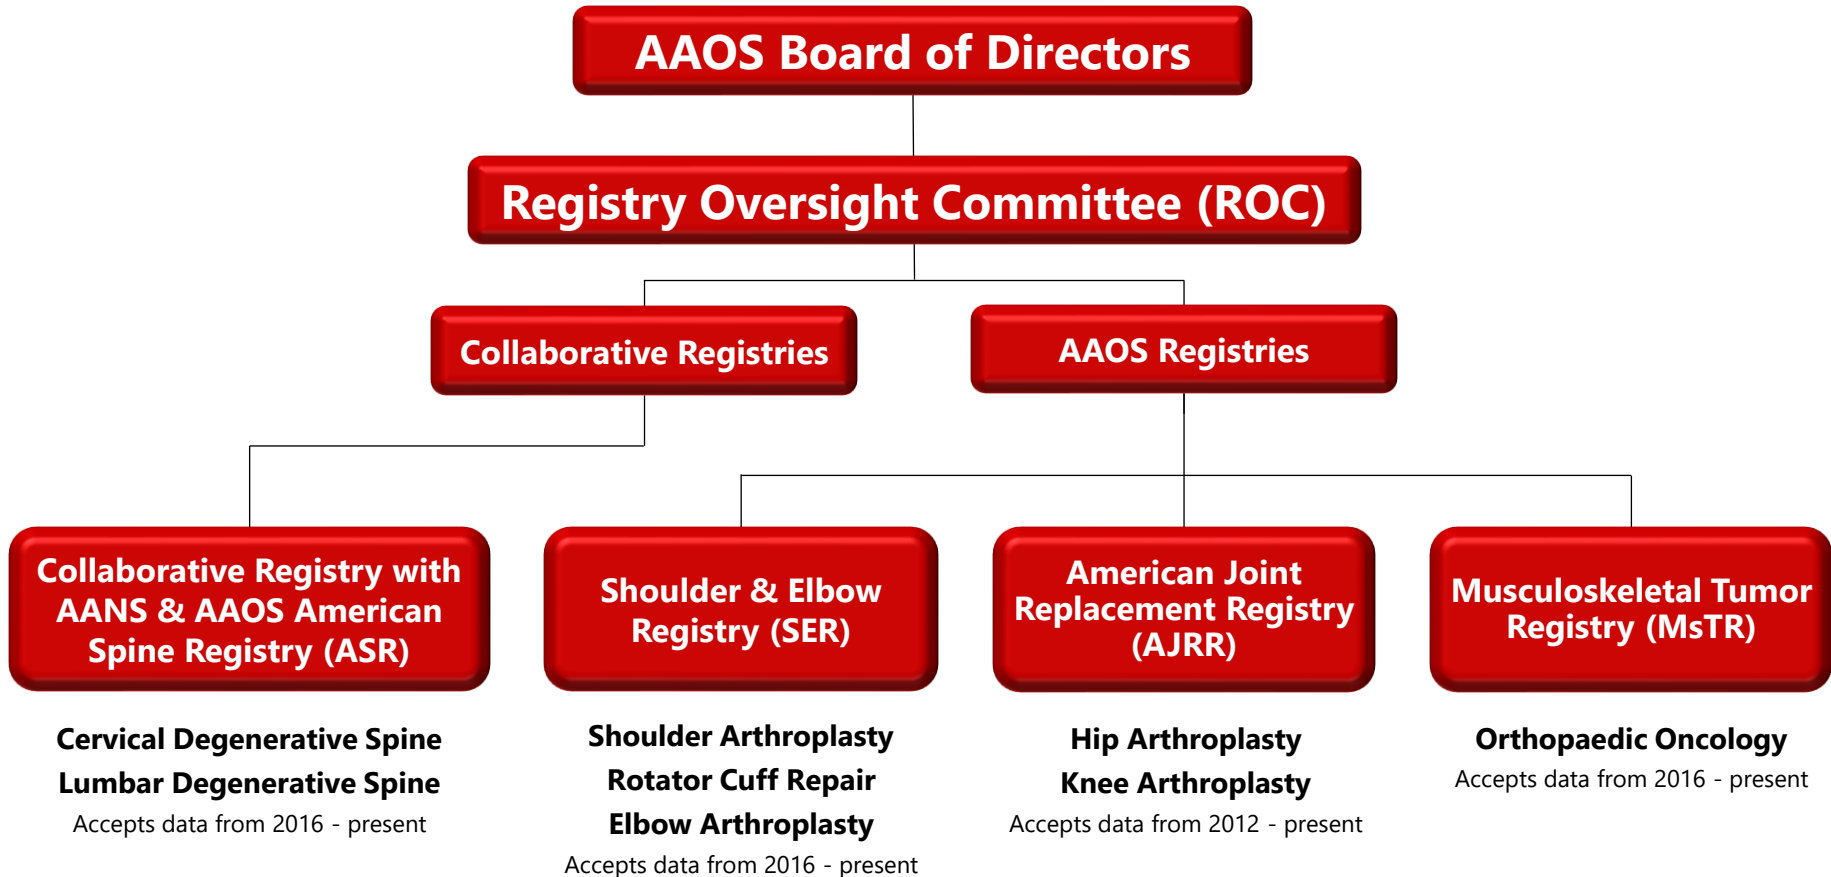 AAOS Board of Directors
Registry Oversight Committee (ROC)
Collaborative Registries
AAOS Registries
Collaborative Registry with
AANS & AAOS American
Spine Registry (ASR)
Cervical Degenerative Spine
Lumbar Degenerative Spine
Accepts data from 2016 - present
Shoulder & Elbow
Registry (SER)
Shoulder Arthroplasty
Rotator Cuff Repair
Elbow Arthroplasty
Accepts data from 2016 - present
American Joint
Replacement Registry
(AJRR)
Hip Arthroplasty
Knee Arthroplasty
Accepts data from 2012 - present
Musculoskeletal Tumor
Registry (MsTR)
Orthopaedic Oncology
Accepts data from 2016 - present